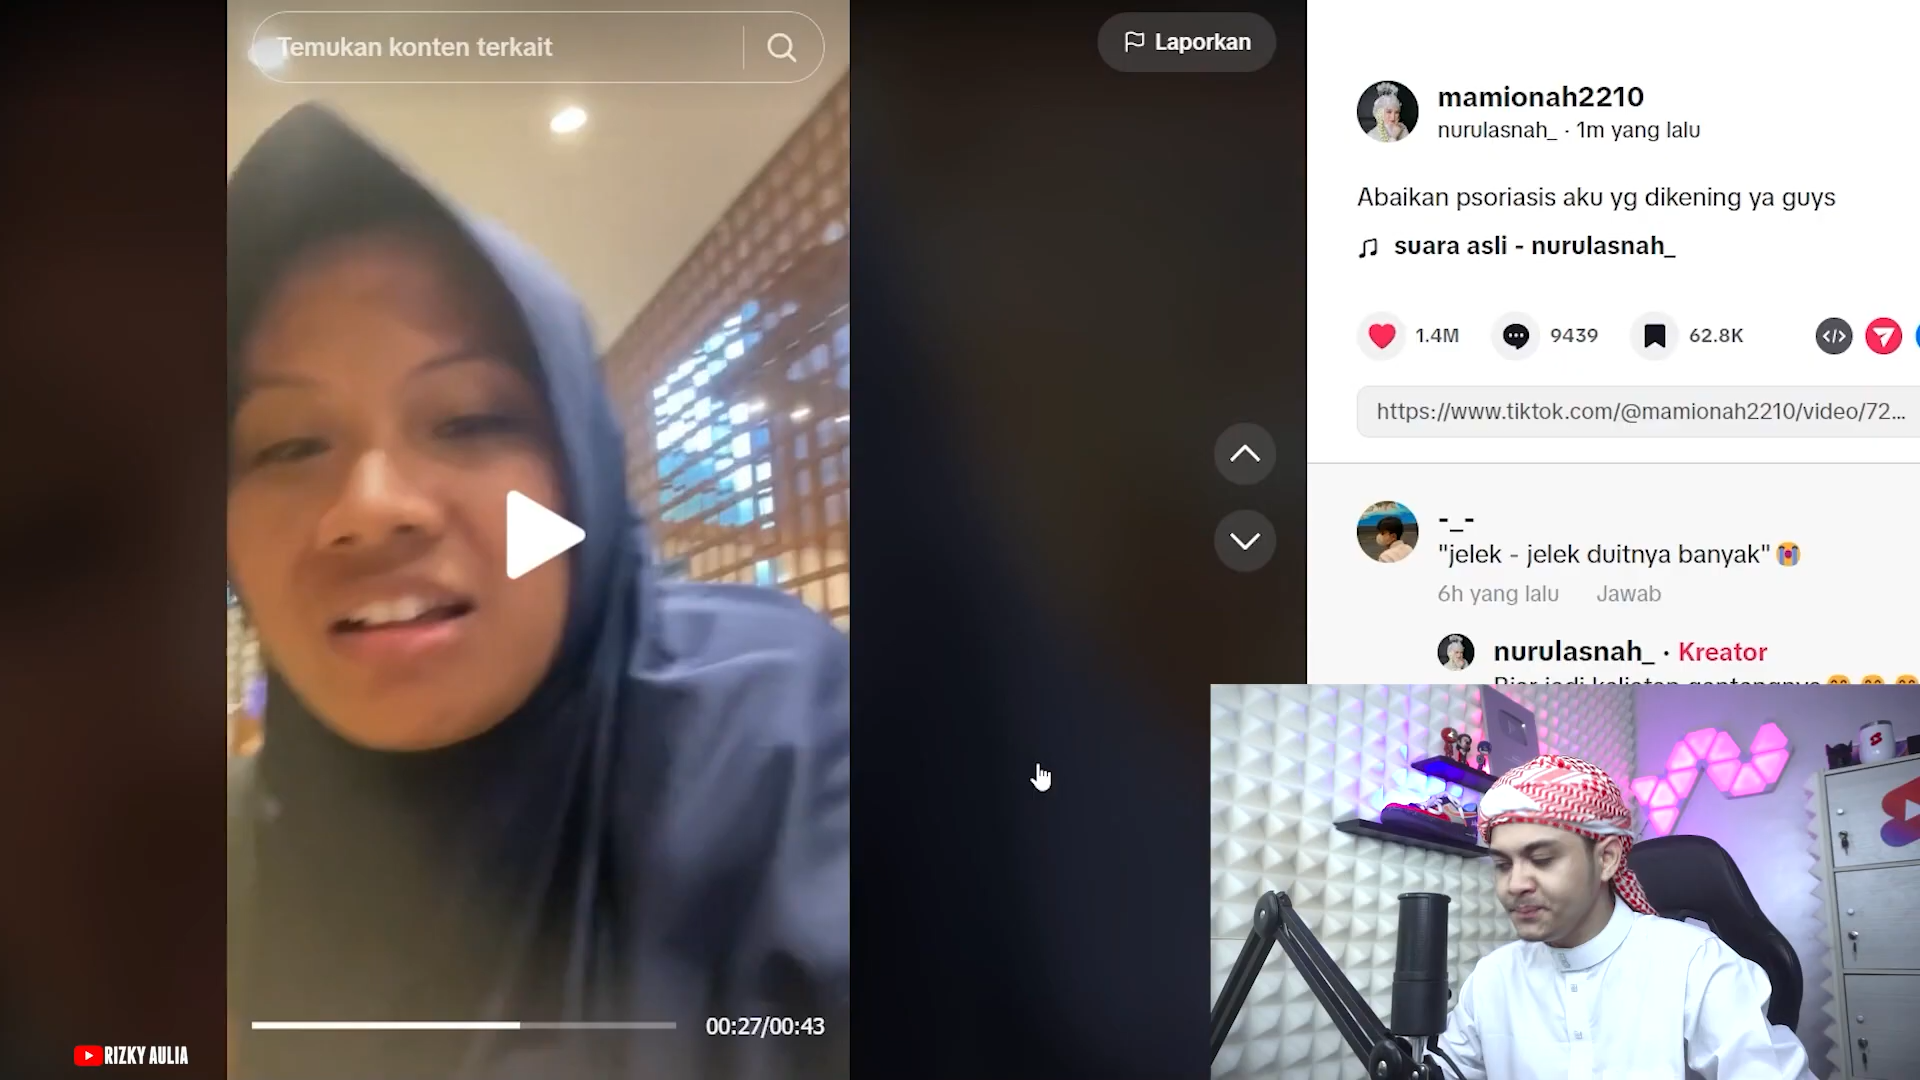 Temukan konten terkait
Laporkan
mamionah2210
nurulasnah_ · 1m yang lalu
Abaikan psoriasis aku yg dikening ya guys
suara asli - nurulasnah_
1.4M
9439
62.8K
https://www.tiktok.com/@mamionah2210/video/72...
-_-
"jelek - jelek duitnya banyak"😭
6h yang lalu Jawab
nurulasnah_ · Kreator
00:27/00:43
RIZKY AULIA